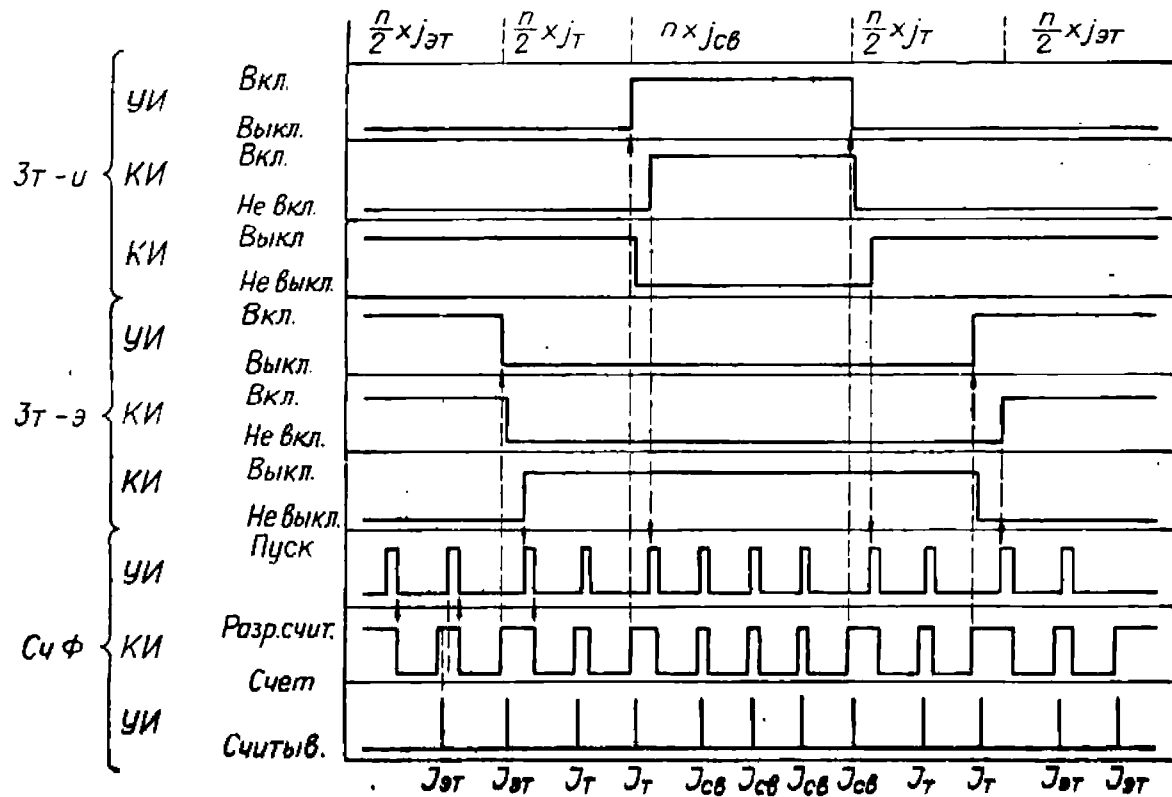 n/2 × jэт n/2 × jт n × jсв n/2 × jт n/2 × jэт
Зт - и
УИ
Вкл.
Выкл.
КИ
Вкл.
Не вкл.
КИ
Выкл
Не выкл.
Зт - э
УИ
Вкл.
Выкл.
КИ
Вкл.
Не вкл.
КИ
Выкл.
Не выкл.
Сч Ф
УИ
Пуск
КИ
Разр.счит.
Счет
УИ
Считыв.
Jэт Jэт Jт Jт Jсв Jсв Jсв Jсв Jт Jт Jэт Jэт